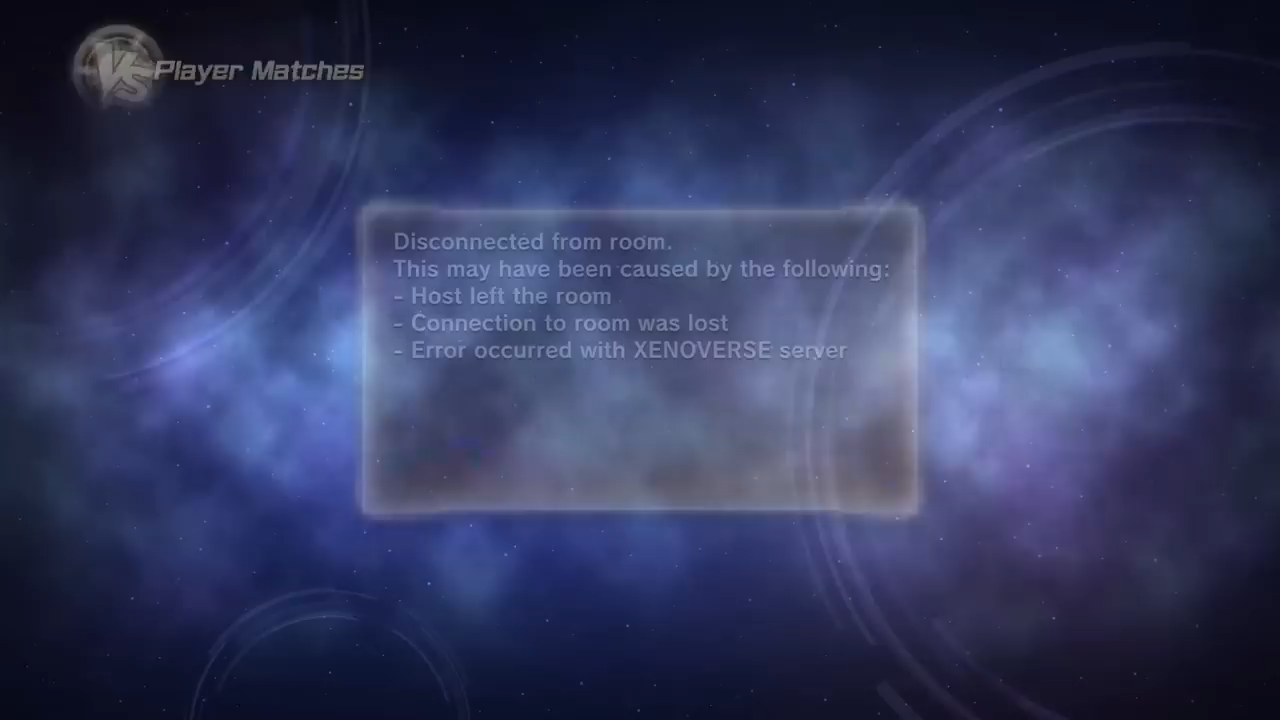 VS Player Matches
Disconnected from room.
This may have been caused by the following:
- Host left the room
- Connection to room was lost
- Error occurred with XENOVERSE server